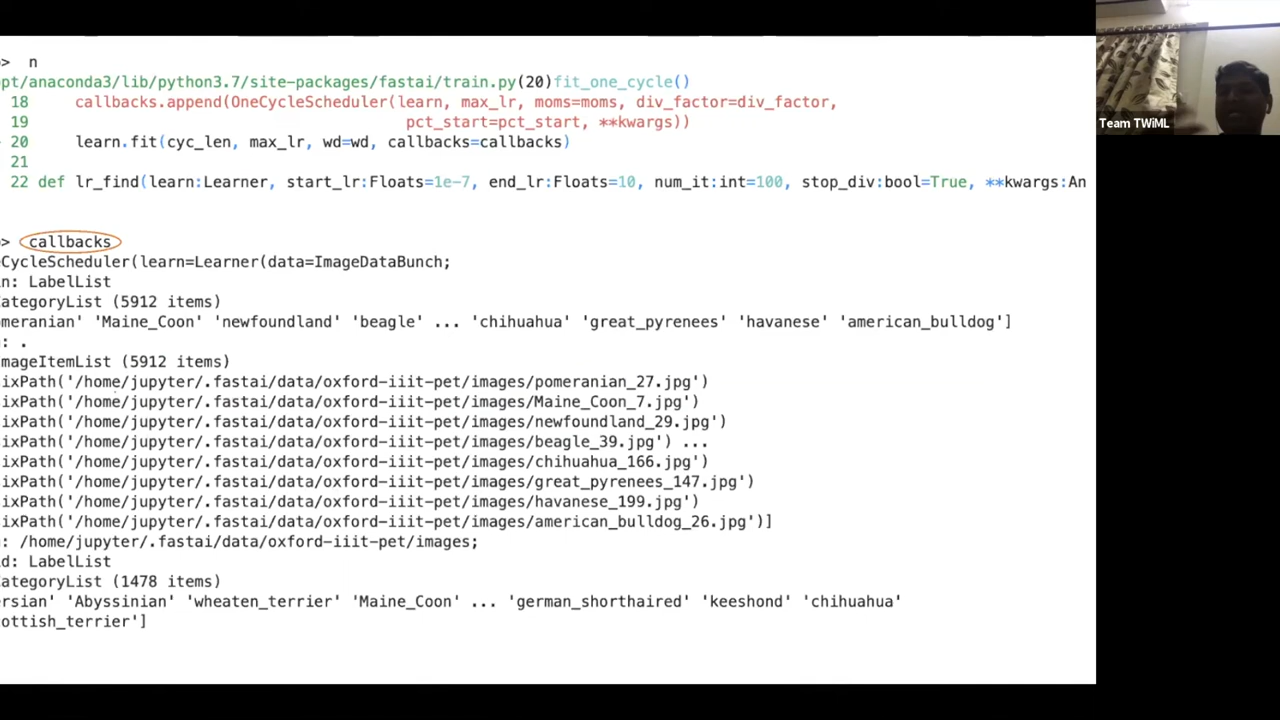 > n
pt/anaconda3/lib/python3.7/site-packages/fastai/train.py(20)fit_one_cycle()
18 callbacks.append(OneCycleScheduler(learn, max_lr, moms=moms, div_factor=div_factor,
19 pct_start=pct_start, **kwargs))
20 learn.fit(cyc_len, max_lr, wd=wd, callbacks=callbacks)
21
22 def lr_find(learn:Learner, start_lr:Floats=1e-7, end_lr:Floats=10, num_it:int=100, stop_div:bool=True, **kwargs:An
> callbacks
eCycleScheduler(learn=Learner(data=ImageDataBunch;
in: LabelList
CategoryList (5912 items)
meranian' 'Maine_Coon' 'newfoundland' 'beagle' ... 'chihuahua' 'great_pyrenees' 'havanese' 'american_bulldog']
: .
mageItemList (5912 items)
ixPath('/home/jupyter/.fastai/data/oxford-iiit-pet/images/pomeranian_27.jpg')
ixPath('/home/jupyter/.fastai/data/oxford-iiit-pet/images/Maine_Coon_7.jpg')
ixPath('/home/jupyter/.fastai/data/oxford-iiit-pet/images/newfoundland_29.jpg')
ixPath('/home/jupyter/.fastai/data/oxford-iiit-pet/images/beagle_39.jpg') ...
ixPath('/home/jupyter/.fastai/data/oxford-iiit-pet/images/chihuahua_166.jpg')
ixPath('/home/jupyter/.fastai/data/oxford-iiit-pet/images/great_pyrenees_147.jpg')
ixPath('/home/jupyter/.fastai/data/oxford-iiit-pet/images/havanese_199.jpg')
ixPath('/home/jupyter/.fastai/data/oxford-iiit-pet/images/american_bulldog_26.jpg')]
: /home/jupyter/.fastai/data/oxford-iiit-pet/images;
id: LabelList
CategoryList (1478 items)
ersian' 'Abyssinian' 'wheaten_terrier' 'Maine_Coon' ... 'german_shorthaired' 'keeshond' 'chihuahua'
ottish_terrier']
Team TWiML